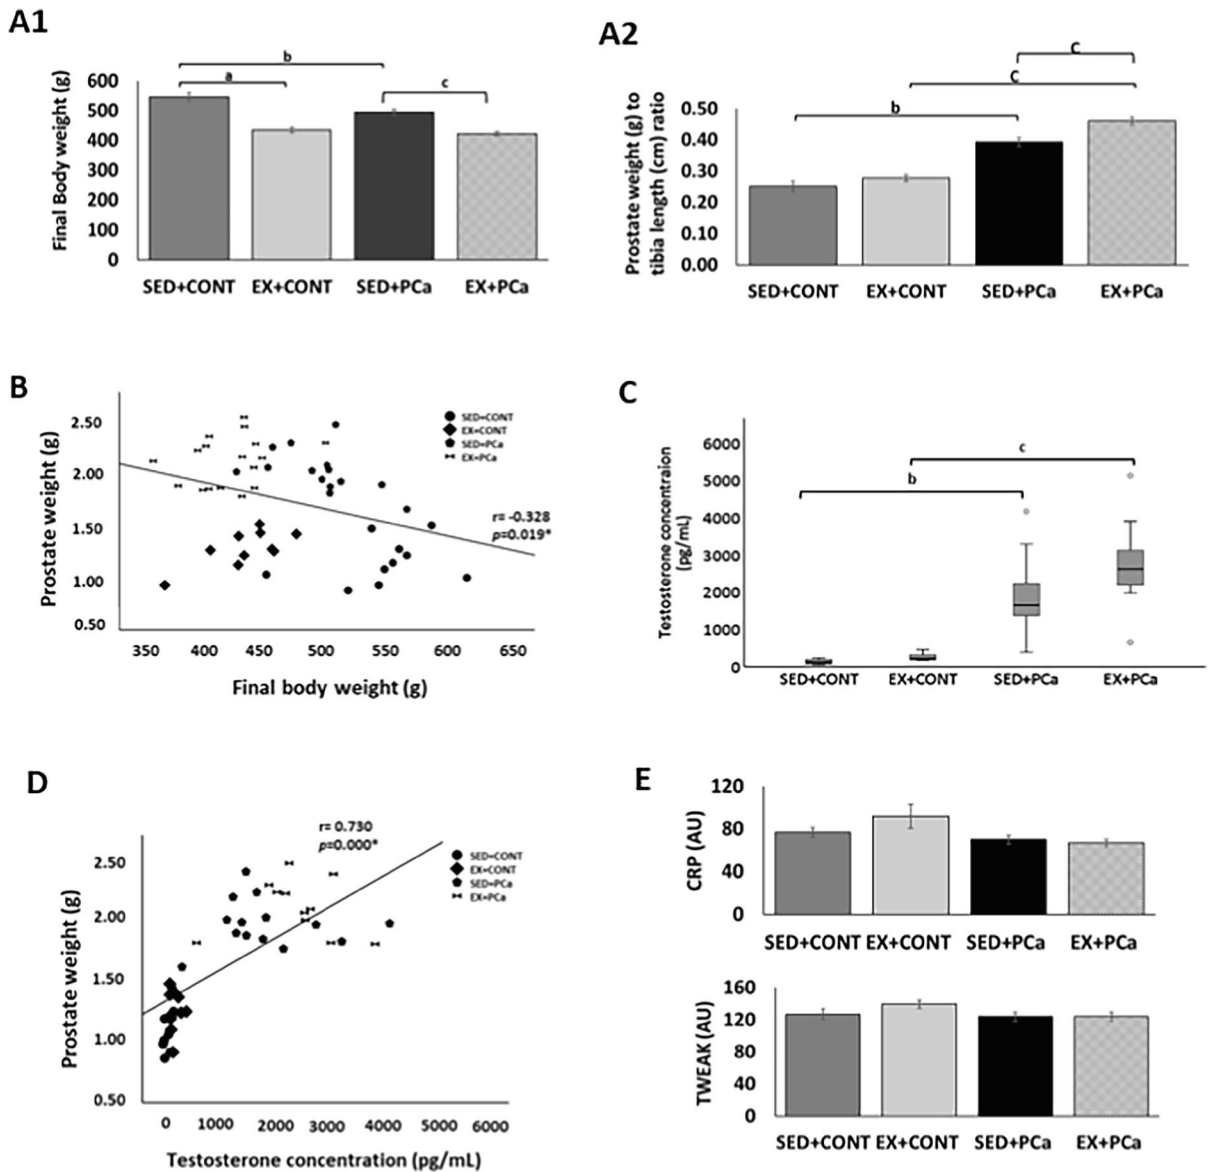 A1
b
a
c
Final Body weight (g)
600
500
400
300
200
100
0
SED+CONT EX+CONT SED+PCa EX+PCa
A2
C
C
b
Prostate weight (g) to
tibia length (cm) ratio
0.50
0.40
0.30
0.20
0.10
0.00
SED+CONT EX+CONT SED+PCa EX+PCa
B
Prostate weight (g)
2.50
2.00
1.50
1.00
0.50
SED+CONT
EX+CONT
SED+PCa
EX+PCa
r= -0.328
p=0.019*
350 400 450 500 550 600 650
Final body weight (g)
C
c
b
Testosterone concentraion
(pg/mL)
6000
5000
4000
3000
2000
1000
0
SED+CONT EX+CONT SED+PCa EX+PCa
D
r= 0.730
p=0.000*
Prostate weight (g)
2.50
2.00
1.50
1.00
0.50
SED+CONT
EX+CONT
SED+PCa
EX+PCa
0 1000 2000 3000 4000 5000 6000
Testosterone concentration (pg/mL)
E
CRP (AU)
120
80
40
0
SED+CONT EX+CONT SED+PCa EX+PCa
TWEAK (AU)
160
120
80
40
0
SED+CONT EX+CONT SED+PCa EX+PCa